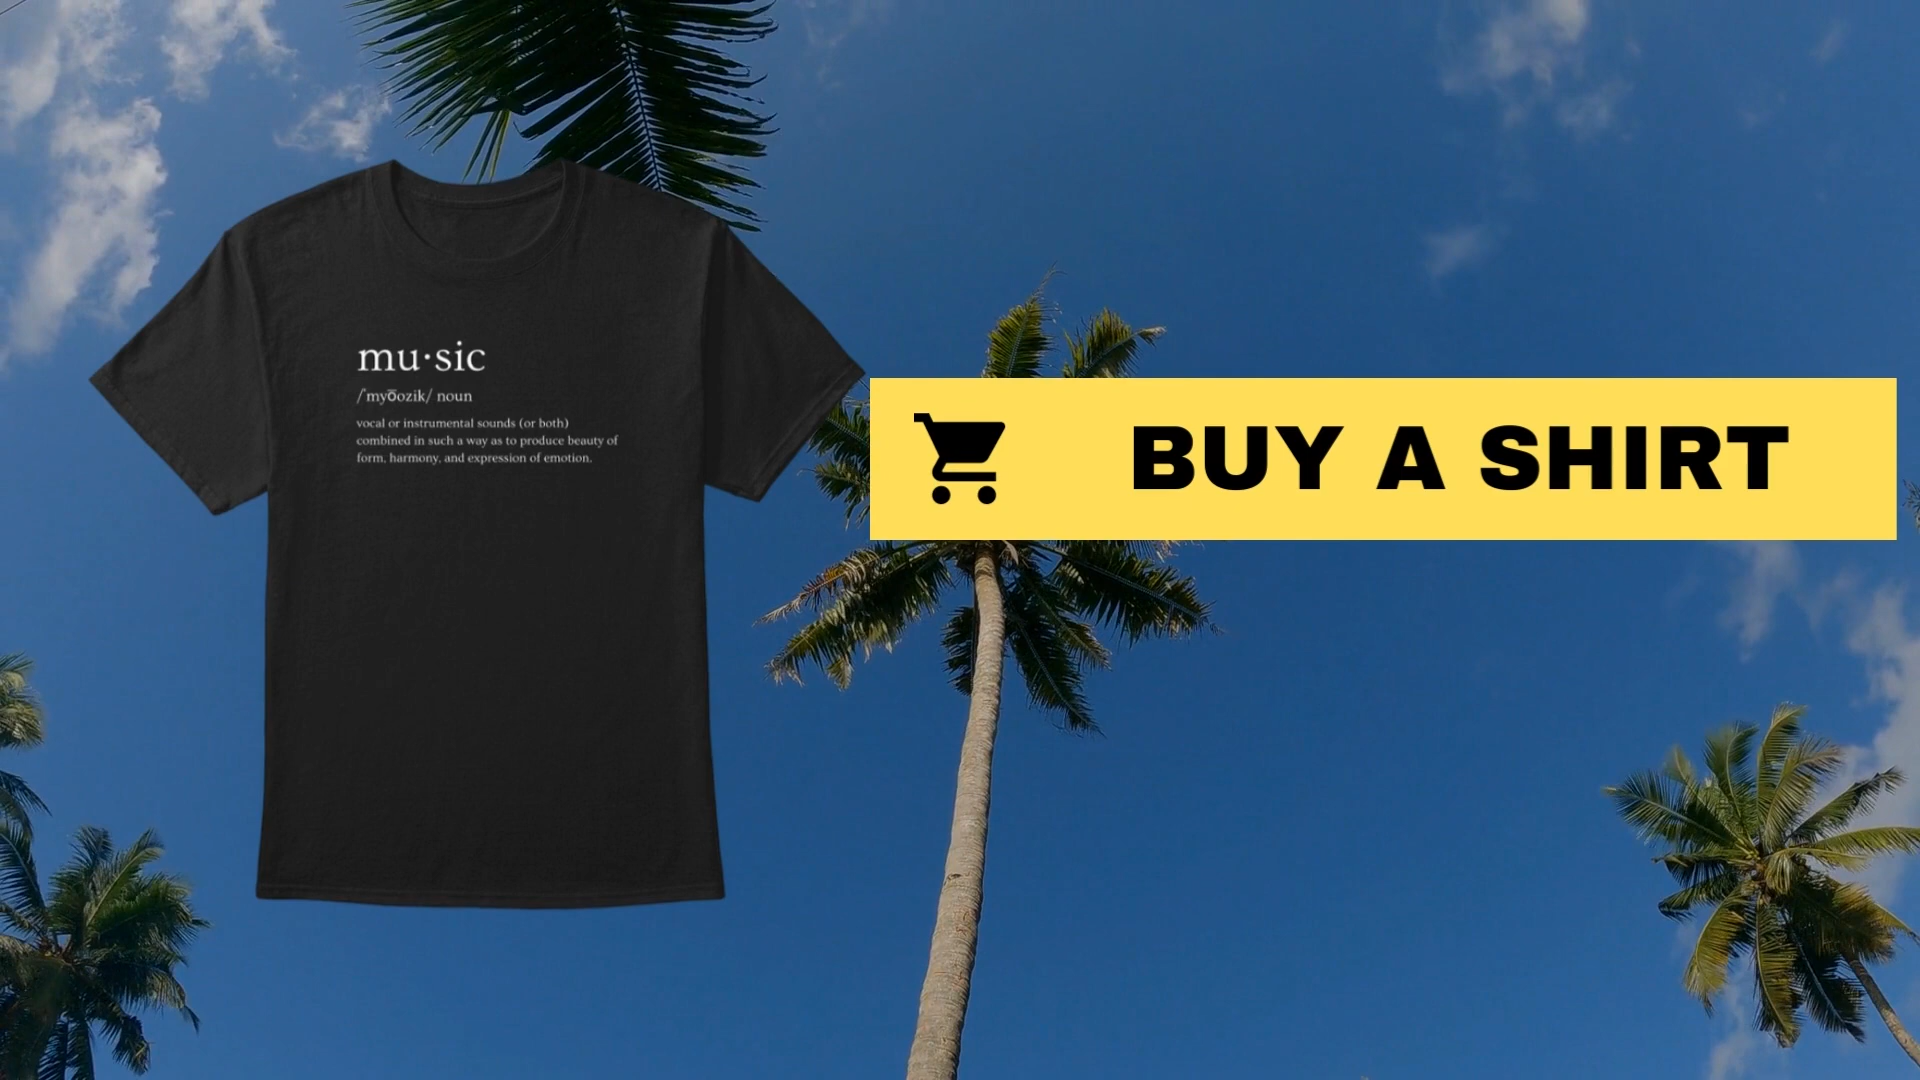 mu·sic
/ˈmyo͞ozik/ noun
vocal or instrumental sounds (or both)
combined in such a way as to produce beauty of
form, harmony, and expression of emotion.
BUY A SHIRT